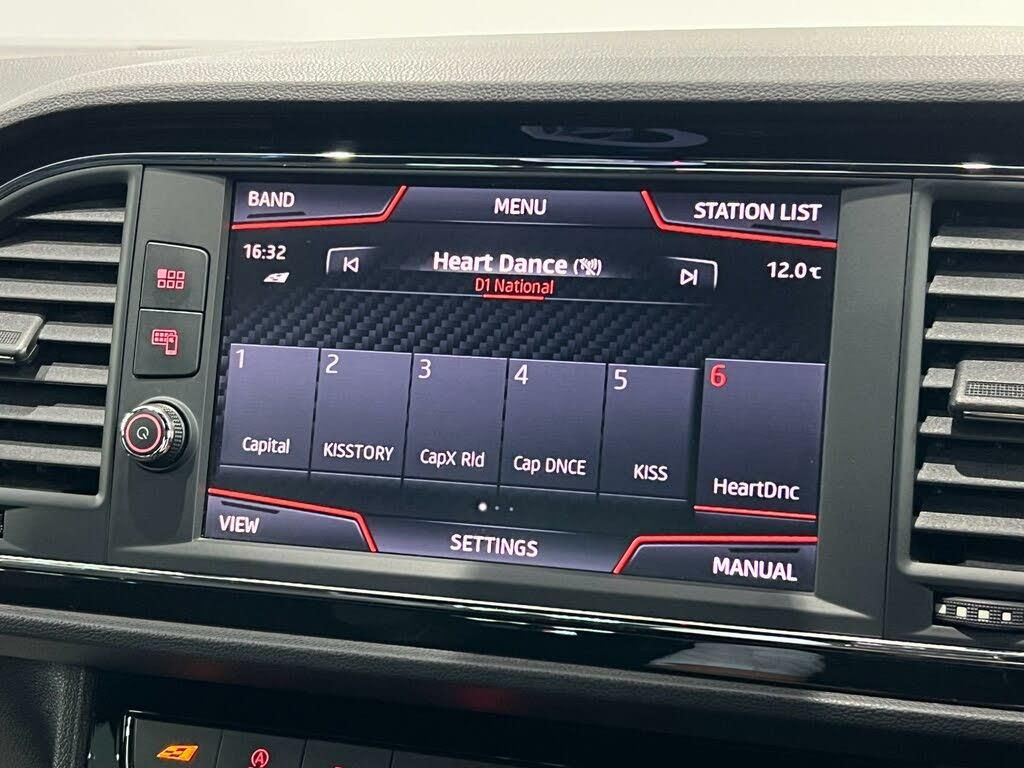 BAND
MENU
STATION LIST
16:32
Heart Dance
12.0℃
D1 National
1
2
3
4
5
6
Capital
KISSTORY
CapX Rld
Cap DNCE
KISS
HeartDnc
VIEW
SETTINGS
MANUAL
A